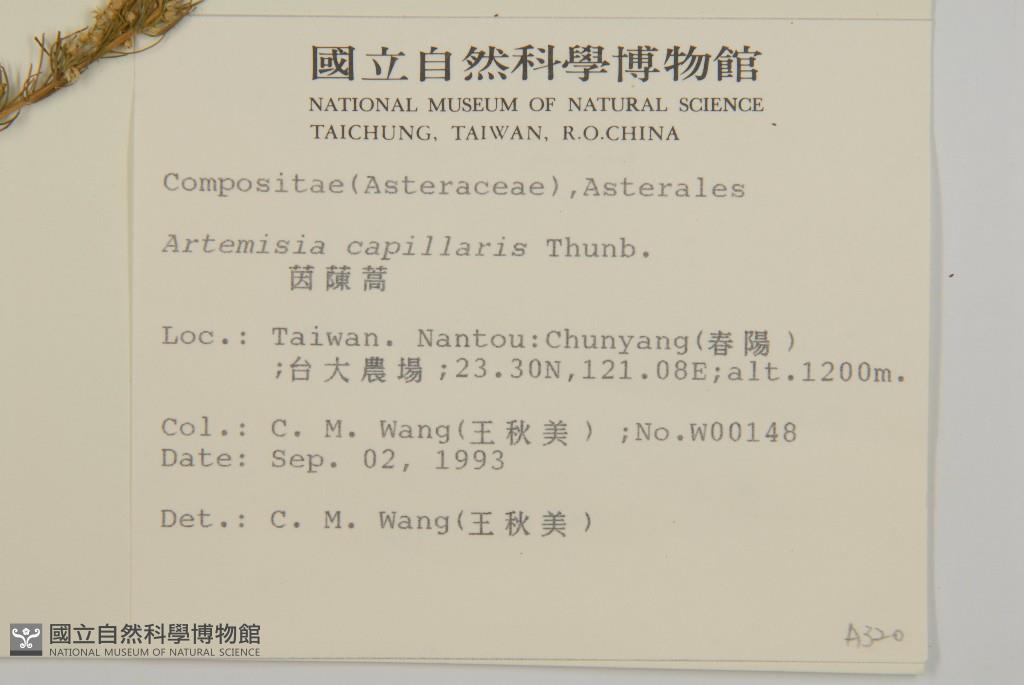 國立自然科學博物館
NATIONAL MUSEUM OF NATURAL SCIENCE
TAICHUNG, TAIWAN, R.O.CHINA
Compositae(Asteraceae),Asterales
Artemisia capillaris Thunb.
茵蔯蒿
Loc.: Taiwan. Nantou:Chunyang(春陽)
;台大農場;23.30N,121.08E;alt.1200m.
Col.: C. M. Wang(王秋美) ;No.W00148
Date: Sep. 02, 1993
Det.: C. M. Wang(王秋美)
A320
國立自然科學博物館
NATIONAL MUSEUM OF NATURAL SCIENCE